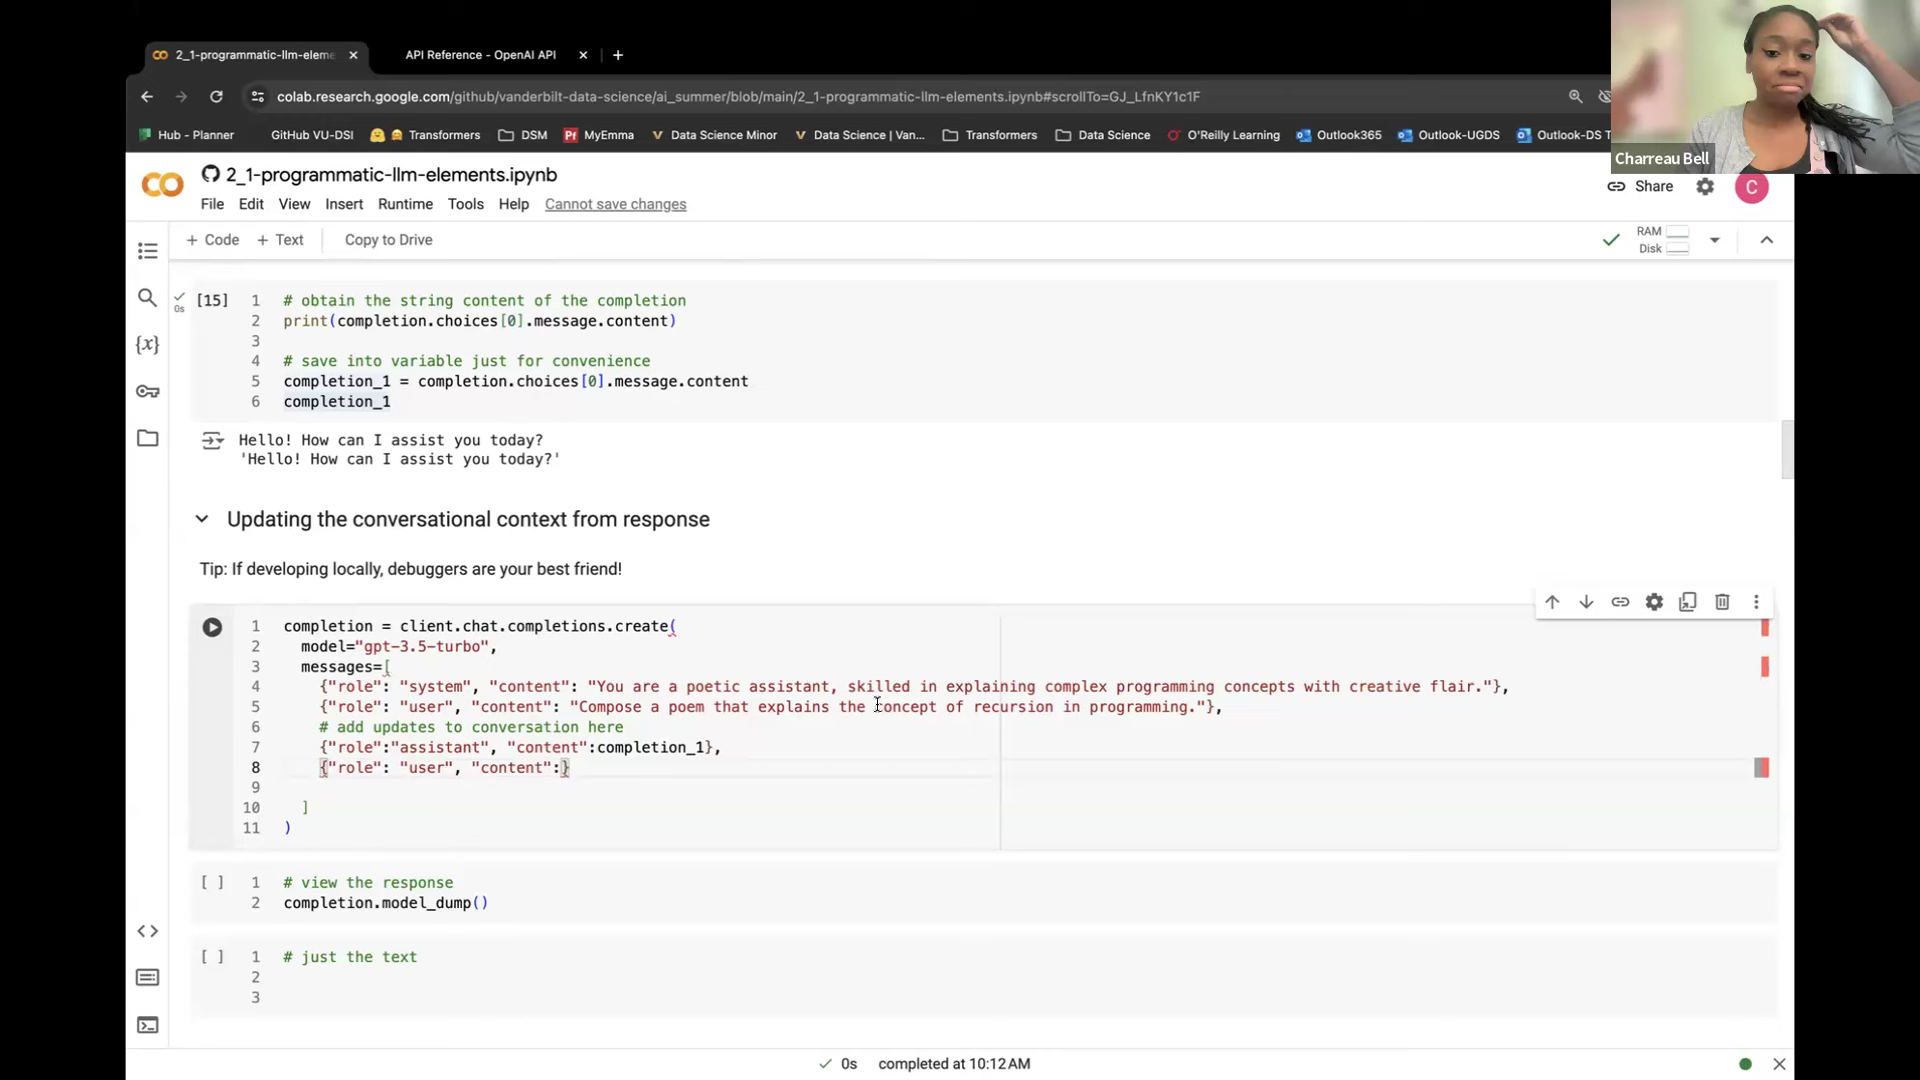 2_1-programmatic-llm-eleme
API Reference - OpenAI API
colab.research.google.com/github/vanderbilt-data-science/ai_summer/blob/main/2_1-programmatic-llm-elements.ipynb#scrollTo=GJ_LfnKY1c1F
Hub - Planner GitHub VU-DSI Transformers DSM Pf MyEmma Data Science Minor Data Science | Van... Transformers Data Science O'Reilly Learning Outlook365 Outlook-UGDS Outlook-DS T
Charreau Bell
2_1-programmatic-llm-elements.ipynb
Share
C
File Edit View Insert Runtime Tools Help Cannot save changes
+ Code + Text Copy to Drive
RAM
Disk
[15]
0s
1 # obtain the string content of the completion
2 print(completion.choices[0].message.content)
3
4 # save into variable just for convenience
5 completion_1 = completion.choices[0].message.content
6 completion_1
Hello! How can I assist you today?
'Hello! How can I assist you today?'
Updating the conversational context from response
Tip: If developing locally, debuggers are your best friend!
1 completion = client.chat.completions.create(
2 model="gpt-3.5-turbo",
3 messages=[
4 {"role": "system", "content": "You are a poetic assistant, skilled in explaining complex programming concepts with creative flair."},
5 {"role": "user", "content": "Compose a poem that explains the concept of recursion in programming."},
6 # add updates to conversation here
7 {"role":"assistant", "content":completion_1},
8 {"role": "user", "content":}
9
10 ]
11 )
[ ] 1 # view the response
2 completion.model_dump()
[ ] 1 # just the text
2
3
0s completed at 10:12 AM